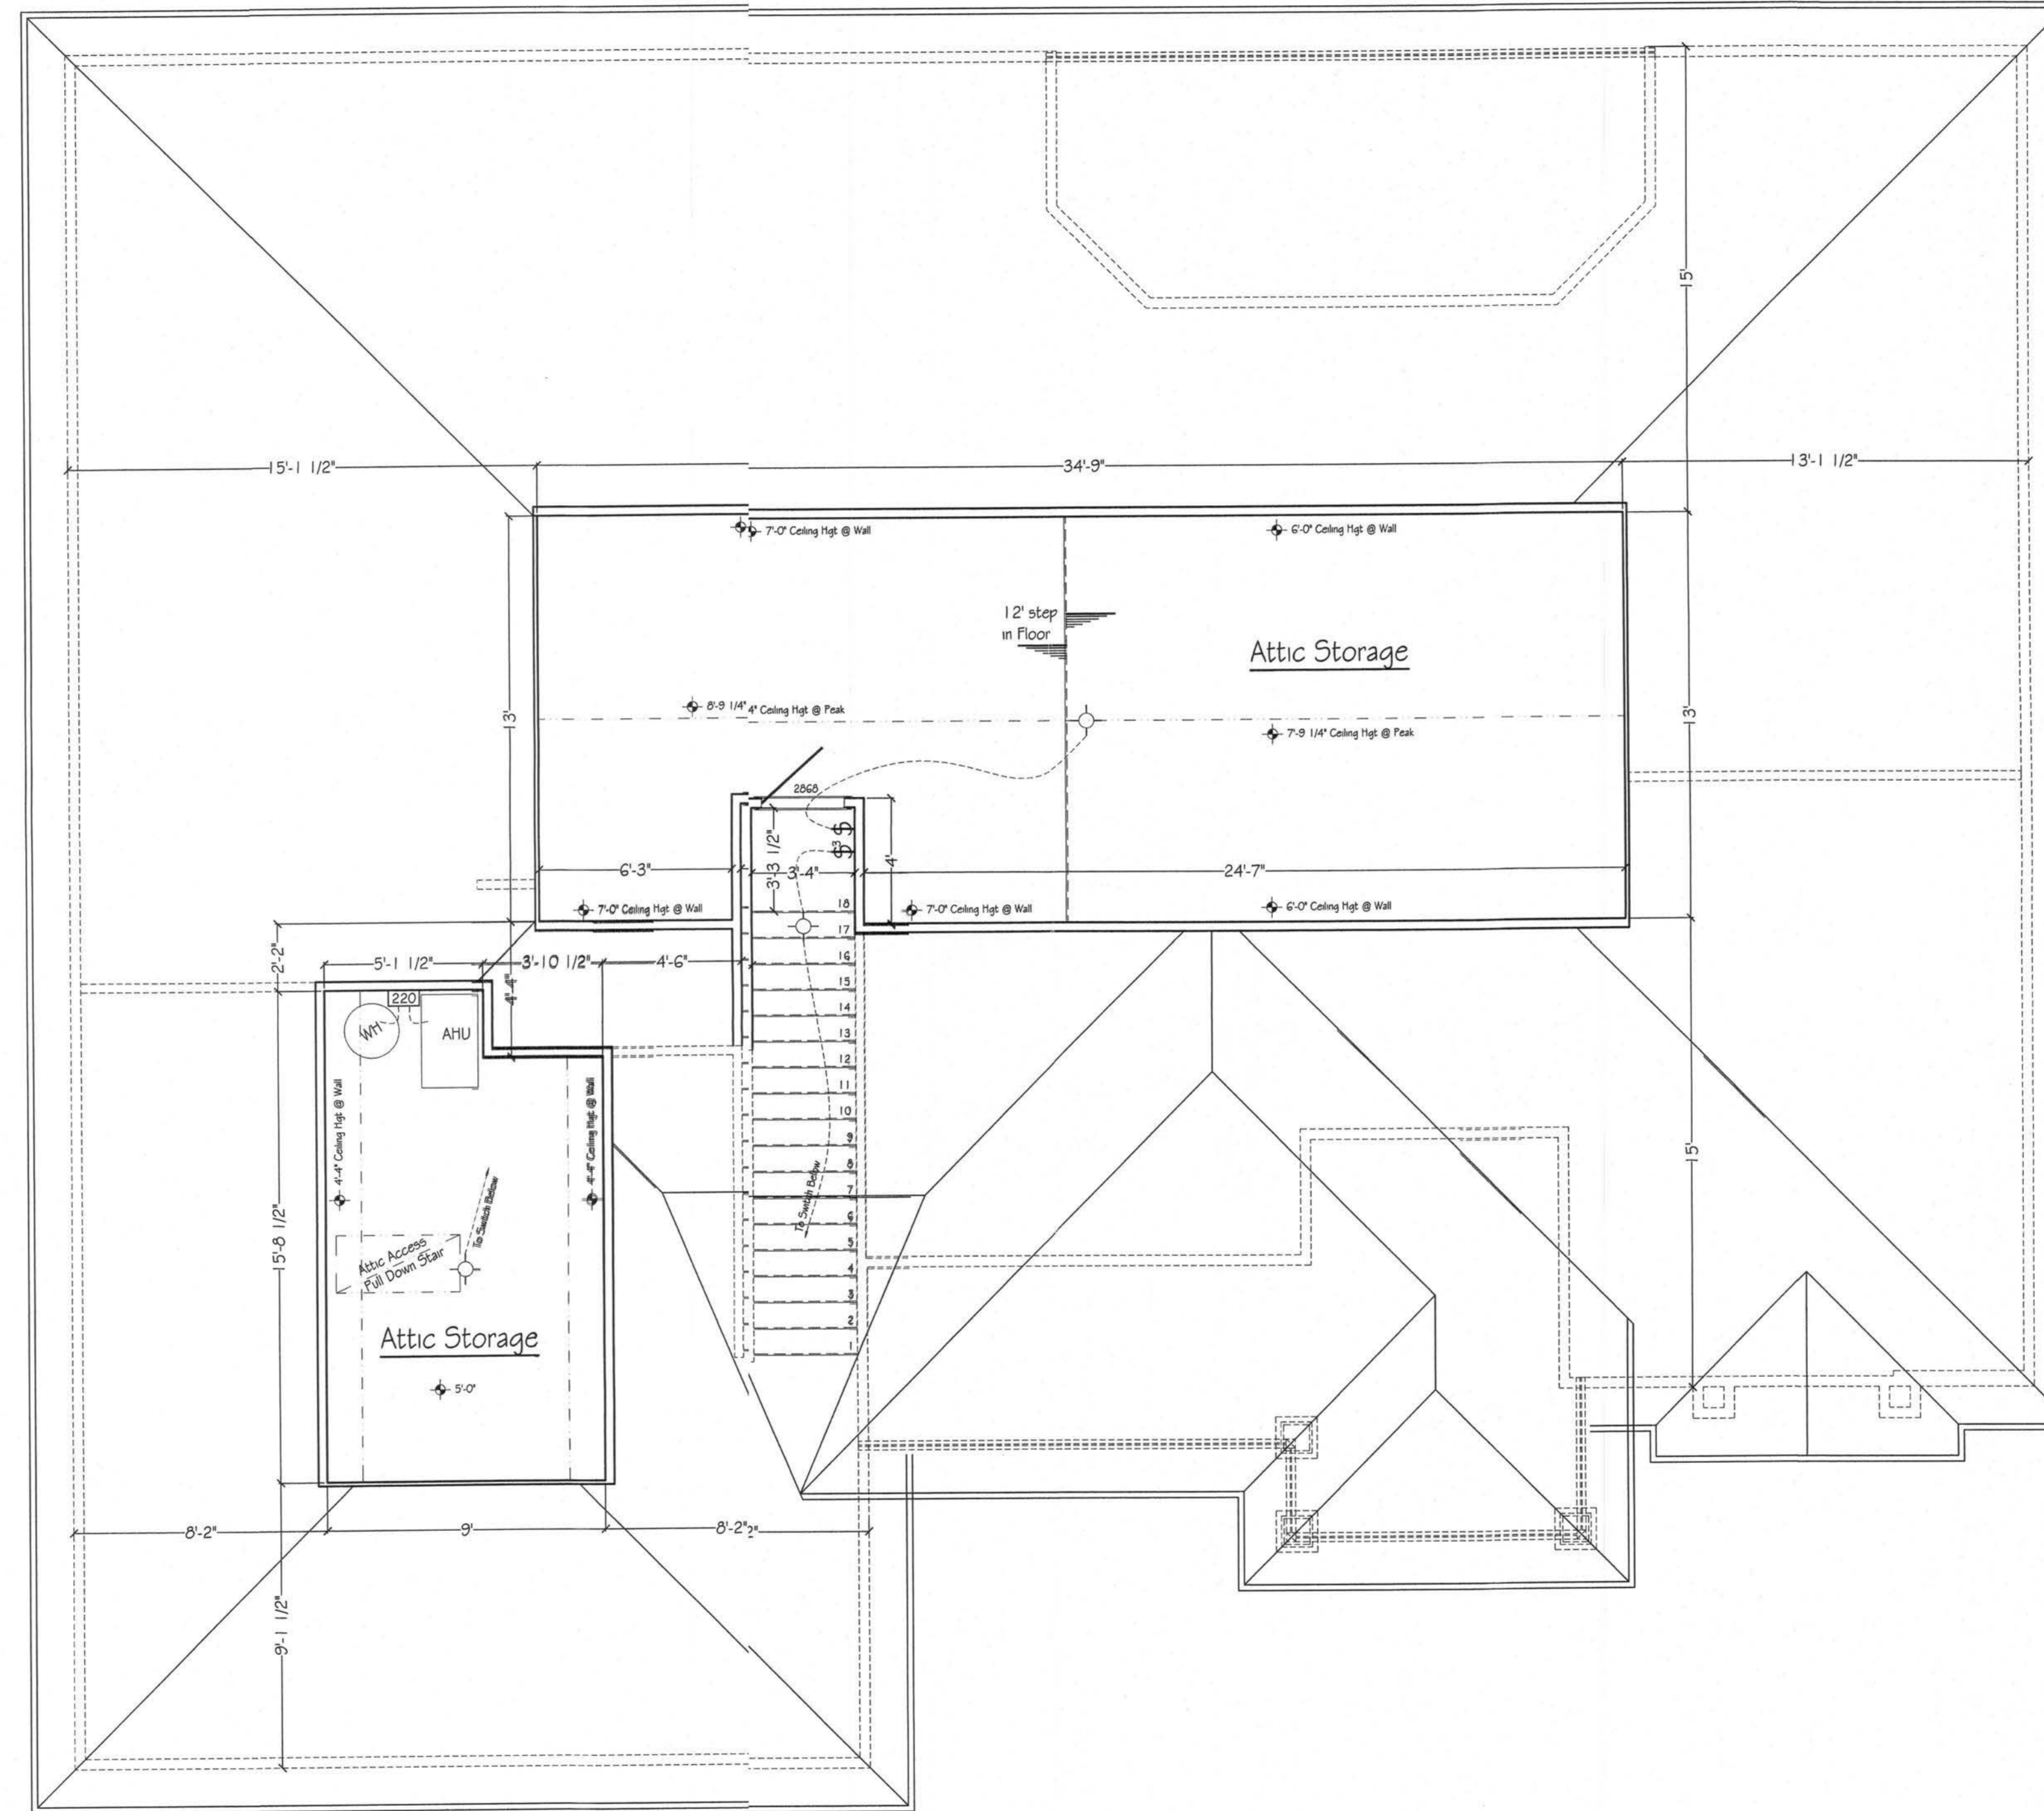 15'
15'-1 1/2"
34'-9"
13'-1 1/2"
7'-0" Ceiling Hgt @ Wall
6'-0" Ceiling Hgt @ Wall
12' step
in Floor
Attic Storage
13'
8'-9 1/4"
4" Ceiling Hgt @ Peak
13'
7'-9 1/4" Ceiling Hgt @ Peak
2868
$
$3
3'-3 1/2"
4'
6'-3"
3'-4"
24'-7"
7'-0" Ceiling Hgt @ Wall
7'-0" Ceiling Hgt @ Wall
6'-0" Ceiling Hgt @ Wall
18
17
16
15
14
13
12
11
10
9
8
7
6
5
4
3
2
1
2'-2"
5'-1 1/2"
3'-10 1/2"
4'-6"
4'-4"
220
WH
AHU
4'-4" Ceiling Hgt @ Wall
4'-4" Ceiling Hgt @ Wall
To Switch Below
To Switch Below
15'
15'-8 1/2"
Attic Access
Pull Down Stair
Attic Storage
5'-0"
8'-2"
9'
8'-2"
2"
9'-1 1/2"